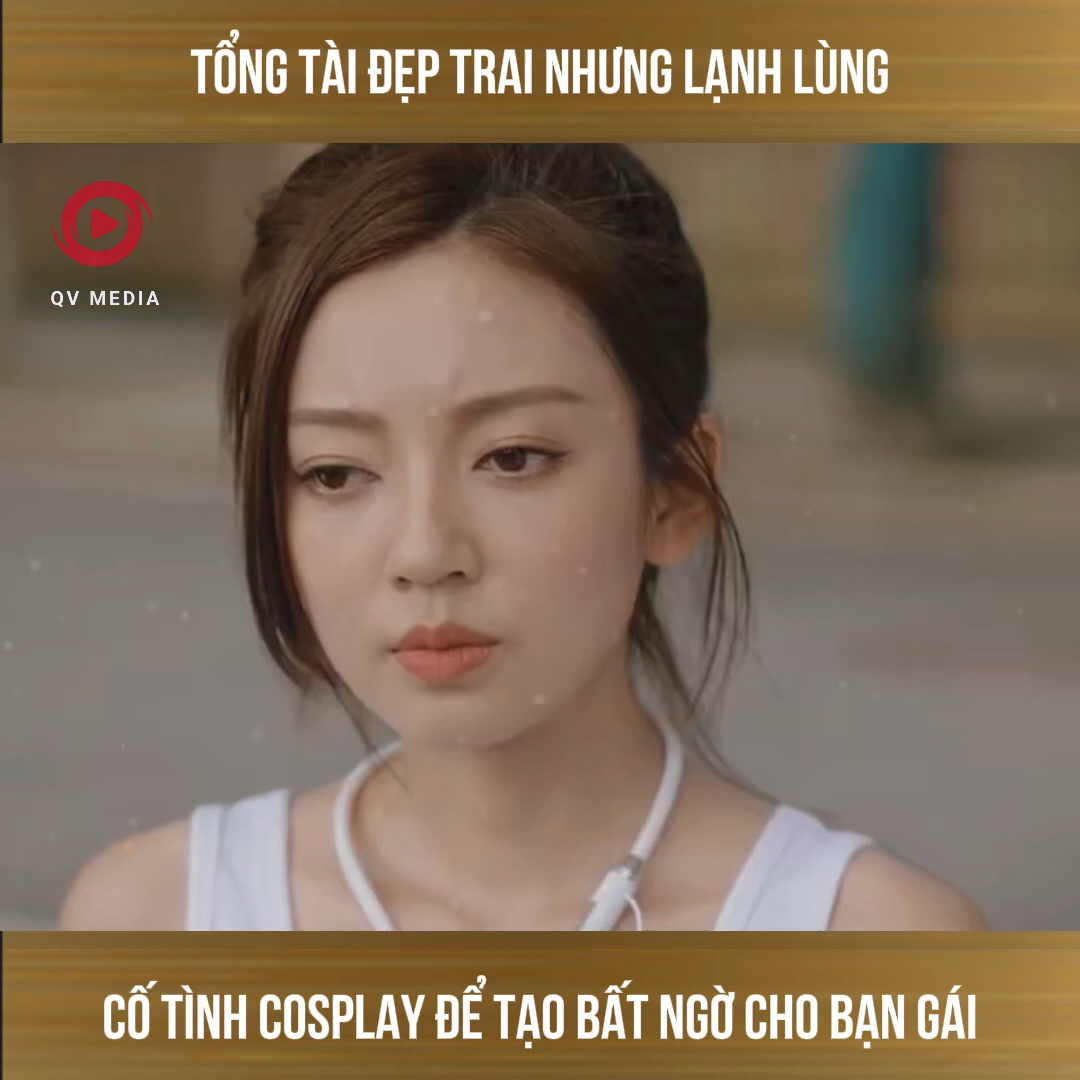 TỔNG TÀI ĐẸP TRAI NHƯNG LẠNH LÙNG
QV MEDIA
CỐ TÌNH COSPLAY ĐỂ TẠO BẤT NGỜ CHO BẠN GÁI